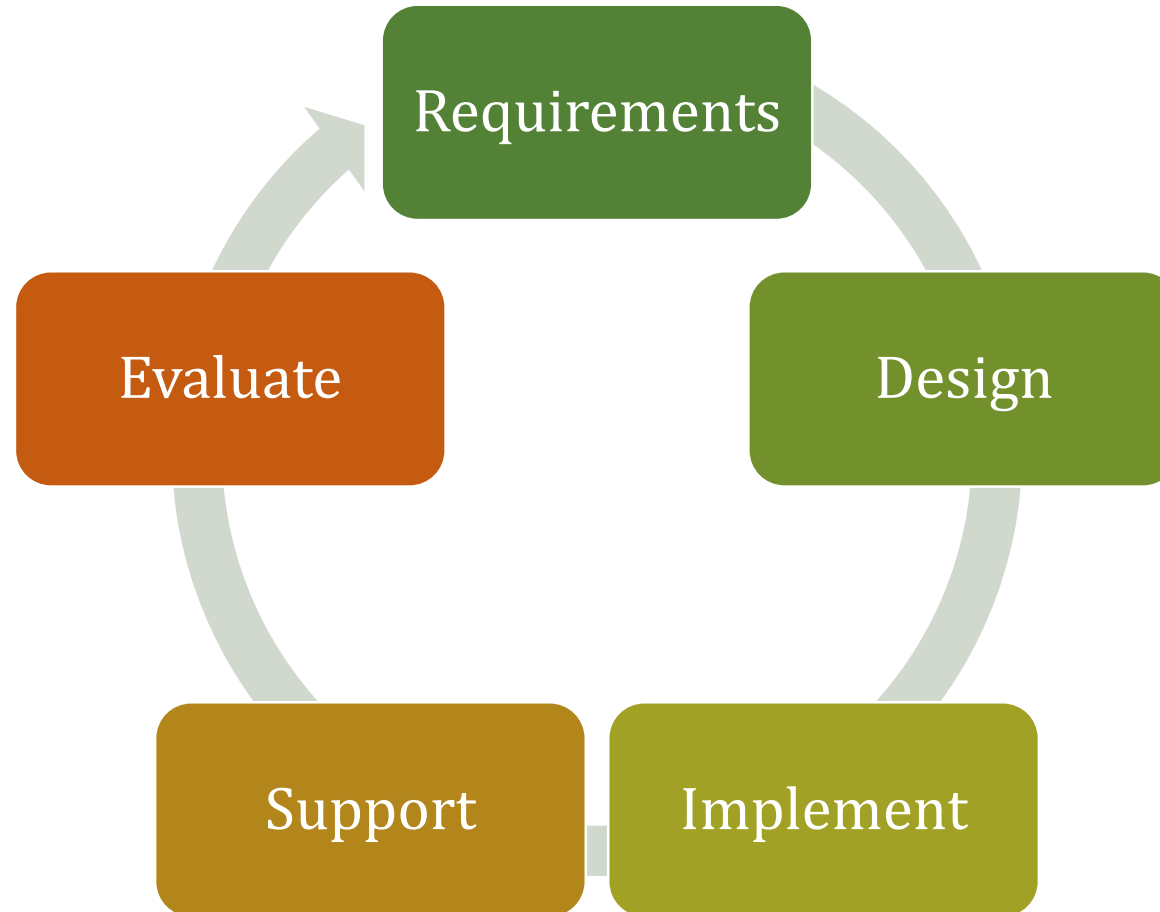 Requirements
Design
Implement
Support
Evaluate